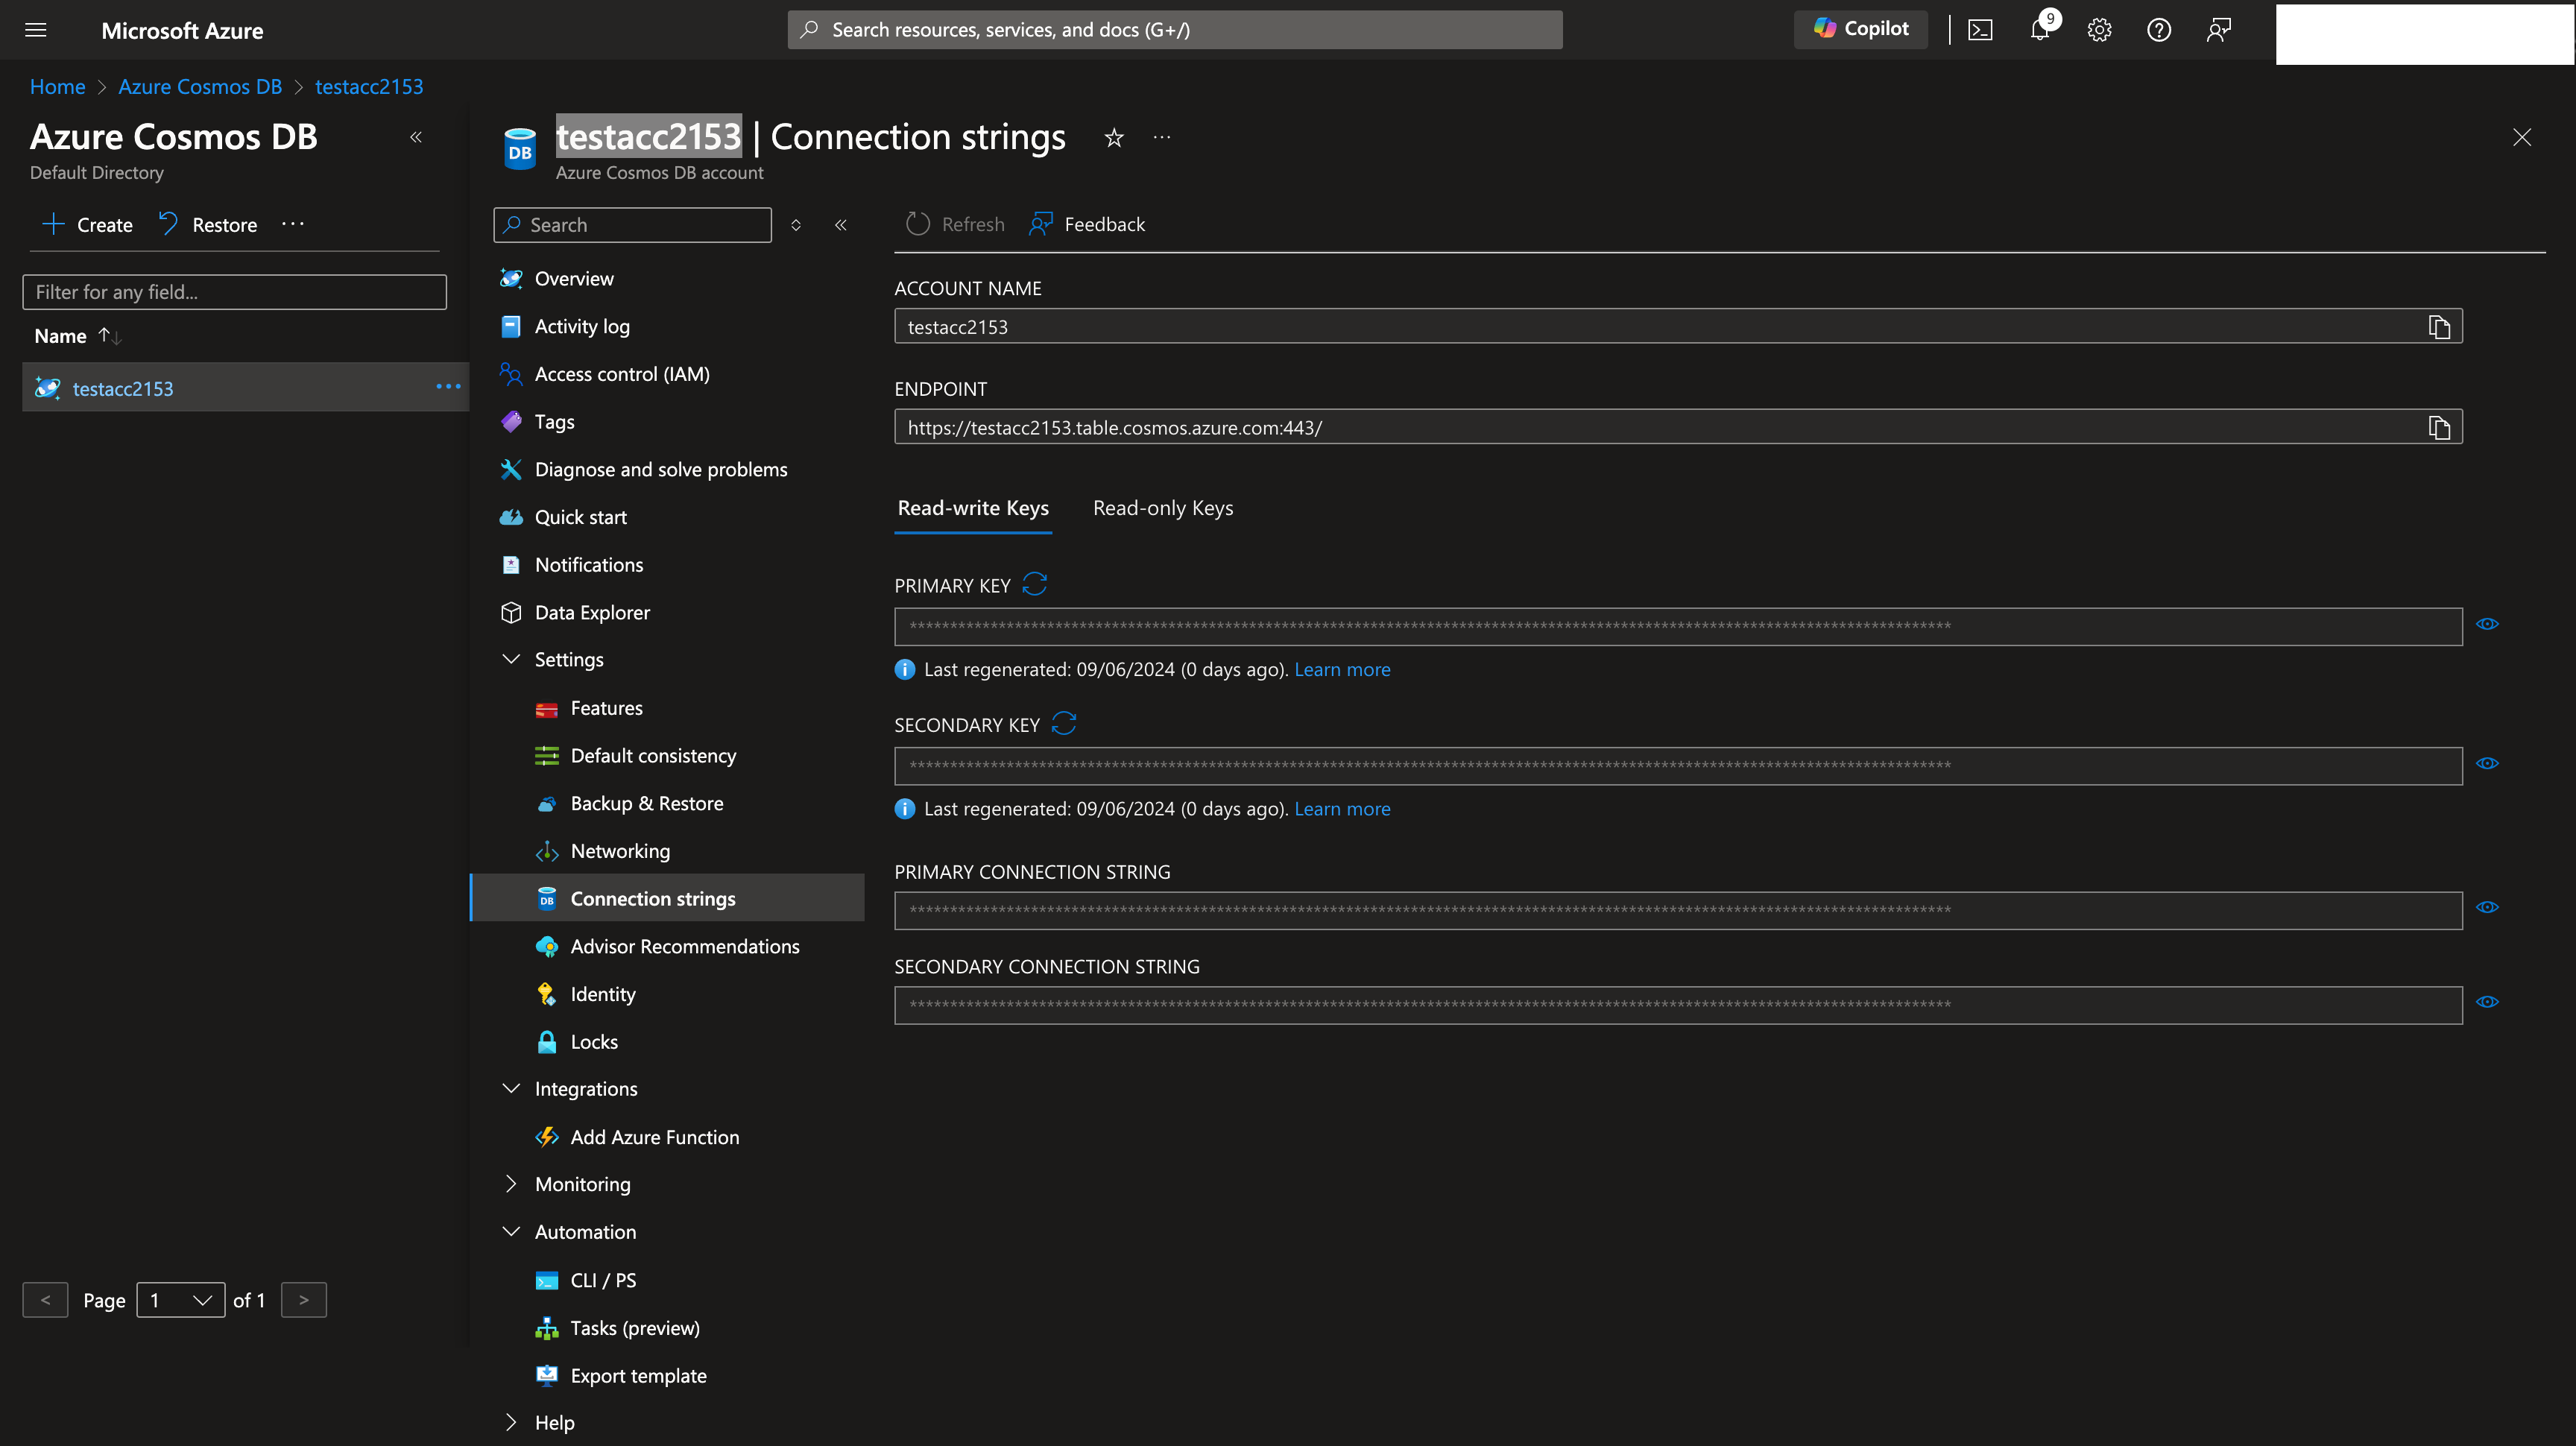 Microsoft Azure
Search resources, services, and docs (G+/)
Copilot
9
Home > Azure Cosmos DB > testacc2153
Azure Cosmos DB
Default Directory
Create
Restore
Filter for any field...
Name
testacc2153
Page 1 of 1
testacc2153 | Connection strings
Azure Cosmos DB account
Search
Overview
Activity log
Access control (IAM)
Tags
Diagnose and solve problems
Quick start
Notifications
Data Explorer
Settings
Features
Default consistency
Backup & Restore
Networking
DB Connection strings
Advisor Recommendations
Identity
Locks
Integrations
Add Azure Function
Monitoring
Automation
CLI / PS
Tasks (preview)
Export template
Help
Refresh
Feedback
ACCOUNT NAME
testacc2153
ENDPOINT
https://testacc2153.table.cosmos.azure.com:443/
Read-write Keys
Read-only Keys
PRIMARY KEY
Last regenerated: 09/06/2024 (0 days ago). Learn more
SECONDARY KEY
Last regenerated: 09/06/2024 (0 days ago). Learn more
PRIMARY CONNECTION STRING
SECONDARY CONNECTION STRING